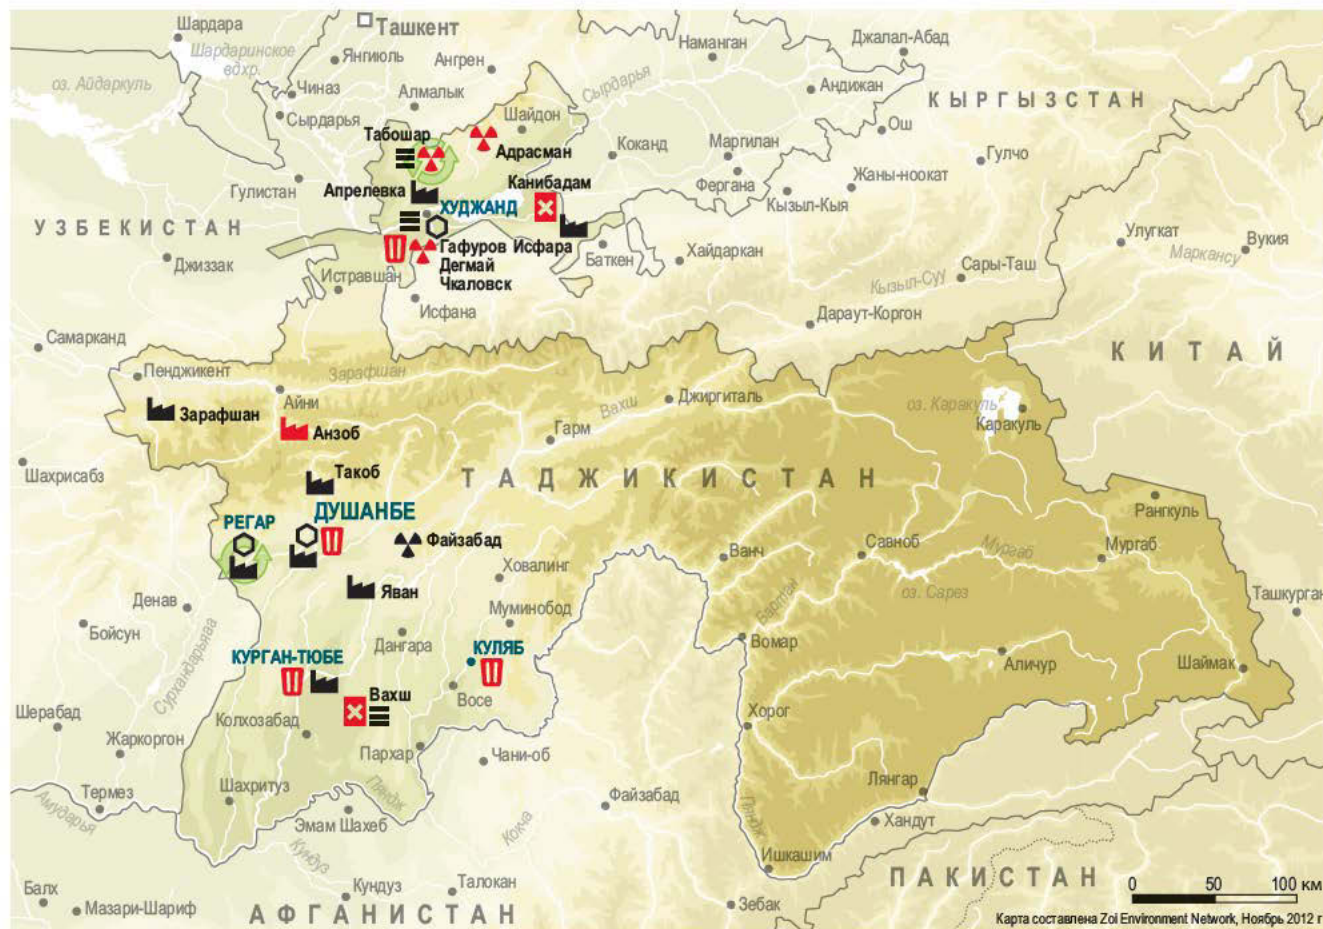 Шардара
Ташкент
Шардаринское
вдхр.
Янгиюль
Ангрен
Наманган
Джалал-Абад
оз. Айдаркуль
Чиназ
Алмалык
Сырдарья
Андижан
КЫРГЫЗСТАН
Сырдарья
Шайдон
Табошар
Адрасман
Коканд
Маргилан
Ош
Гулчо
Гулистан
Апрелевка
Канибадам
Фергана
Жаны-ноокат
Кызыл-Кыя
ХУДЖАНД
УЗБЕКИСТАН
Гафуров
Исфара
Дегмай
Чкаловск
Баткен
Хайдаркан
Улугкат
Вукия
Маркансу
Джиззак
Истравшан
Исфана
Кызыл-Суу
Сары-Таш
Дараут-Коргон
Самарканд
КИТАЙ
Пенджикент
Зарафшан
Айни
Зарафшан
Анзоб
Вахш
Джиргиталь
оз. Каракуль
Каракуль
Гарм
Шахрисабз
Такоб
ТАДЖИКИСТАН
Рангкуль
РЕГАР
ДУШАНБЕ
Файзабад
Ванч
Савноб
Мургаб
Мургаб
Ховалинг
Яван
Бартанг
оз. Сарез
Ташкурган
Денав
Бойсун
Сурхандарьяаа
Муминобод
Дангара
Вомар
КУРГАН-ТЮБЕ
КУЛЯБ
Аличур
Шаймак
Вахш
Восе
Шерабад
Колхозабад
Хорог
Жаркоргон
Пархар
Чани-об
Термез
Шахритуз
Пяндж
Лянгар
Файзабад
Пяндж
Амударья
Эмам Шахеб
Кокча
Хандут
Кундуз
Ишкашим
ПАКИСТАН
Балх
Кундуз
Талокан
Мазари-Шариф
АФГАНИСТАН
Зебак
0 50 100 км
Карта составлена Zoi Environment Network, Ноябрь 2012 г